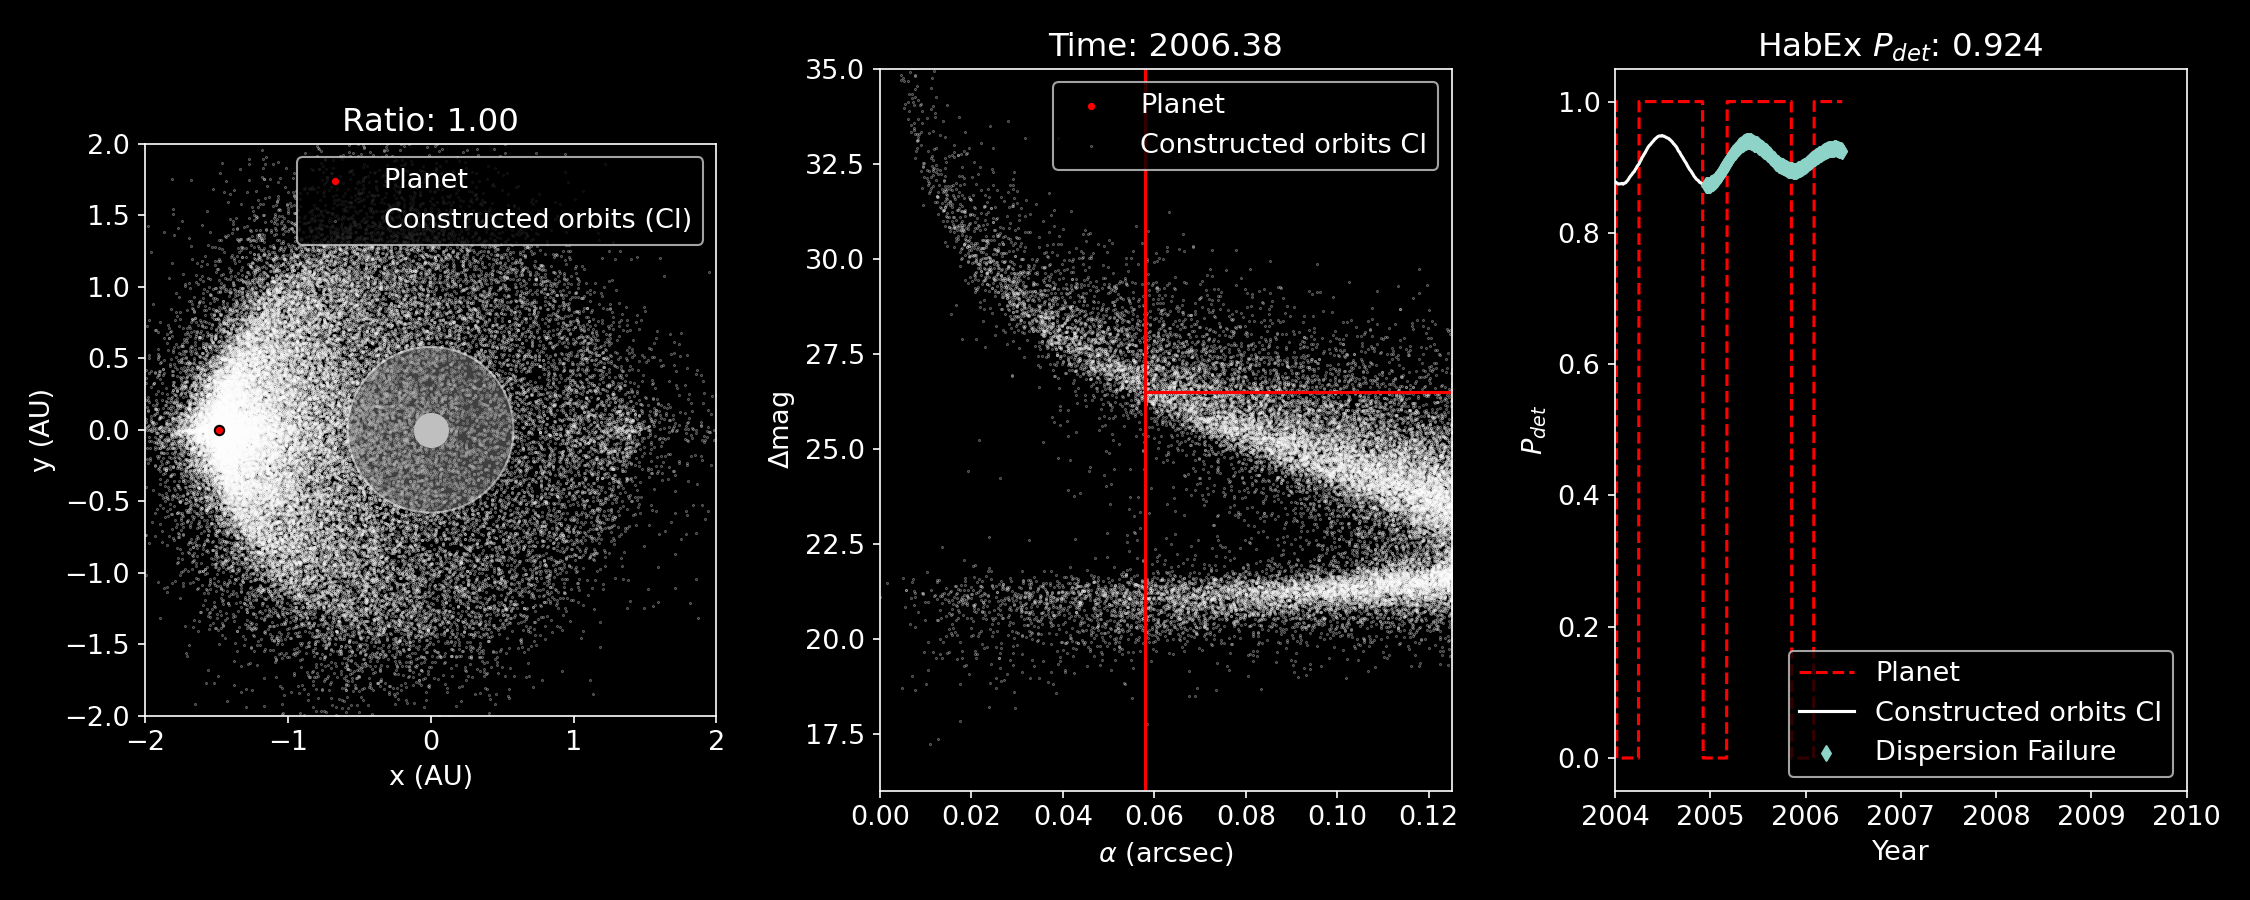 Ratio: 1.00
Planet
Constructed orbits (CI)
2.0
1.5
1.0
0.5
0.0
−0.5
−1.0
−1.5
−2.0
y (AU)
−2
−1
0
1
2
x (AU)
Time: 2006.38
Planet
Constructed orbits CI
35.0
32.5
30.0
27.5
25.0
22.5
20.0
17.5
Δmag
0.00
0.02
0.04
0.06
0.08
0.10
0.12
α (arcsec)
HabEx P_det: 0.924
1.0
0.8
0.6
0.4
0.2
0.0
P_det
Planet
Constructed orbits CI
Dispersion Failure
2004
2005
2006
2007
2008
2009
2010
Year